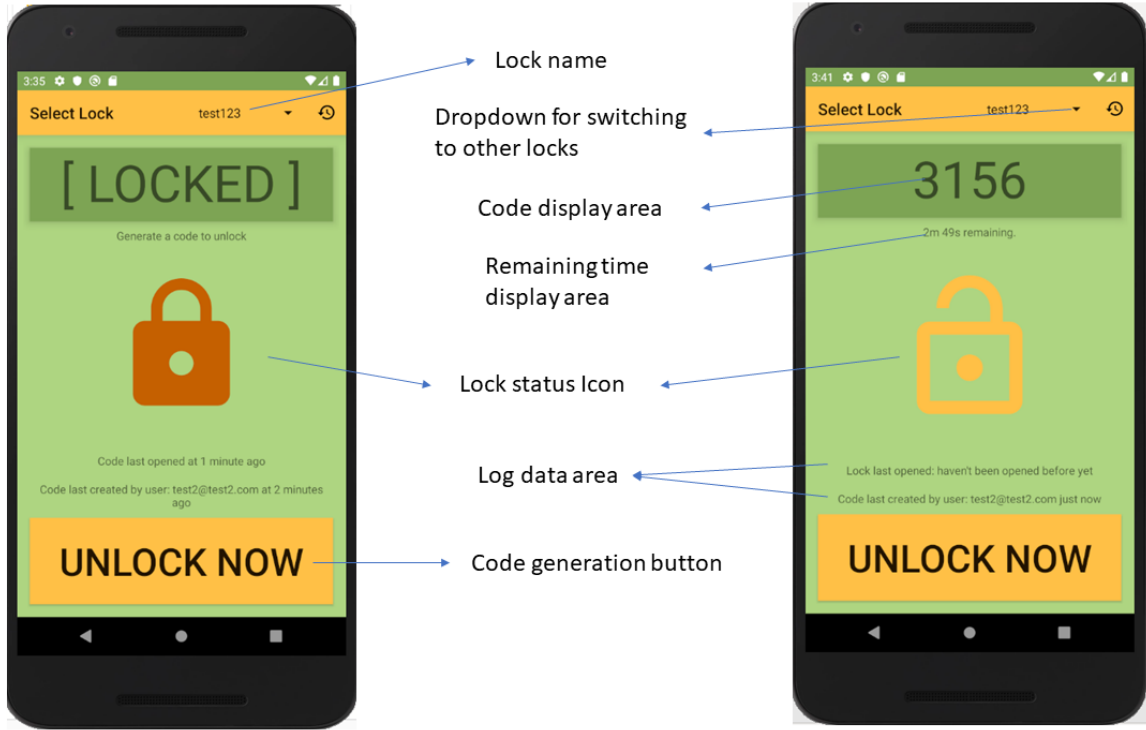 3:35
Select Lock
test123
[ LOCKED ]
Generate a code to unlock
Code last opened at 1 minute ago
Code last created by user: test2@test2.com at 2 minutes
ago
UNLOCK NOW
Lock name
Dropdown for switching
to other locks
Code display area
Remaining time
display area
Lock status Icon
Log data area
Code generation button
3:41
Select Lock
test123
3156
2m 49s remaining.
Lock last opened: haven't been opened before yet
Code last created by user: test2@test2.com just now
UNLOCK NOW